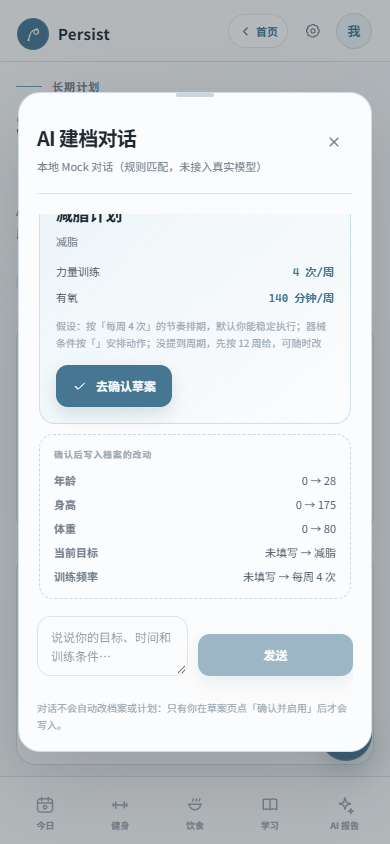 Persist
首页
我
长期计划
AI 建档对话
本地 Mock 对话（规则匹配，未接入真实模型）
减脂计划
减脂
力量训练 4 次/周
有氧 140 分钟/周
假设：按「每周 4 次」的节奏排期，默认你能稳定执行；器械
条件按「」安排动作；没提到周期，先按 12 周给，可随时改
去确认草案
确认后写入档案的改动
年龄 0 → 28
身高 0 → 175
体重 0 → 80
当前目标 未填写 → 减脂
训练频率 未填写 → 每周 4 次
说说你的目标、时间和
训练条件…
发送
对话不会自动改档案或计划：只有你在草案页点「确认并启用」后才会
写入。
今日 健身 饮食 学习 AI 报告